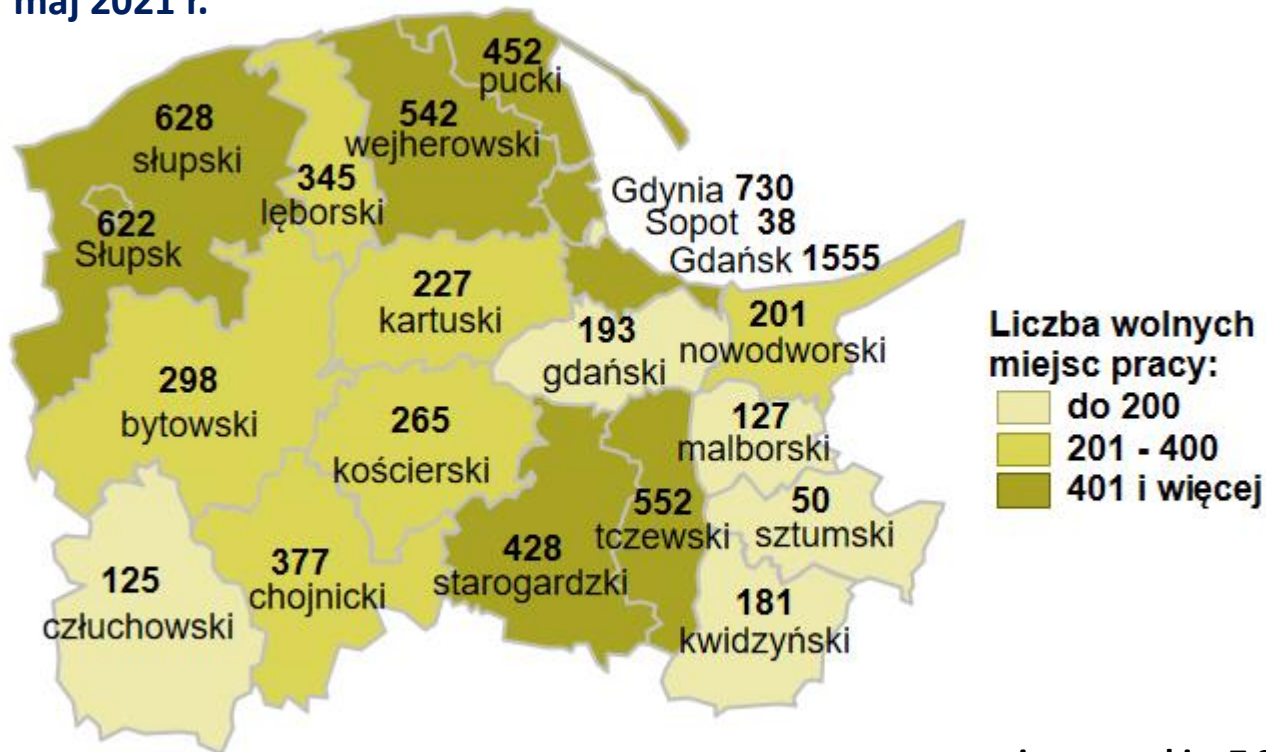 maj 2021 r.
452
pucki
628
słupski
542
wejherowski
345
lęborski
Gdynia 730
Sopot 38
Gdańsk 1555
622
Słupsk
227
kartuski
193
gdański
201
nowodworski
298
bytowski
265
kościerski
127
malborski
552
tczewski
50
sztumski
428
starogardzki
377
chojnicki
125
człuchowski
181
kwidzyński
Liczba wolnych
miejsc pracy:
do 200
201 - 400
401 i więcej